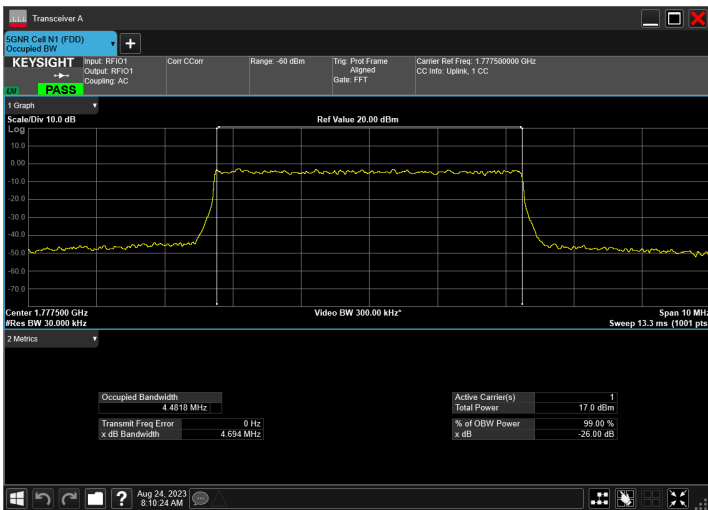 Transceiver A
5GNR Cell N1 (FDD)
Occupied BW
KEYSIGHT
Input: RFIO1
Output: RFIO1
Coupling: AC
Corr CCorr
Range: -60 dBm
Trig: Prot Frame
Aligned
Gate: FFT
Carrier Ref Freq: 1.777500000 GHz
CC Info: Uplink, 1 CC
PASS
1 Graph
Scale/Div 10.0 dB
Ref Value 20.00 dBm
Log
10.0
0.00
-10.0
-20.0
-30.0
-40.0
-50.0
-60.0
-70.0
Center 1.777500 GHz
Video BW 300.00 kHz*
Span 10 MHz
#Res BW 30.000 kHz
Sweep 13.3 ms (1001 pts
2 Metrics
Occupied Bandwidth
4.4818 MHz
Transmit Freq Error 0 Hz
x dB Bandwidth 4.694 MHz
Active Carrier(s) 1
Total Power 17.0 dBm
% of OBW Power 99.00 %
x dB -26.00 dB
?
Aug 24, 2023
8:10:24 AM